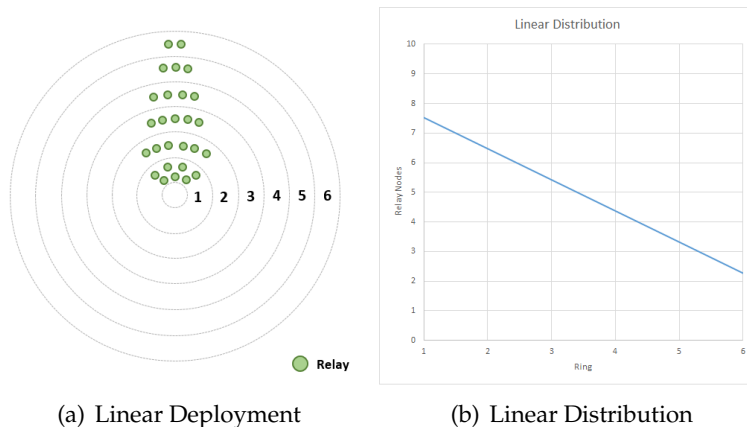 1 2 3 4 5 6
Relay
(a) Linear Deployment
Linear Distribution
10
9
8
7
6
5
4
3
2
1
0
Relay Nodes
1 2 3 4 5 6
Ring
(b) Linear Distribution